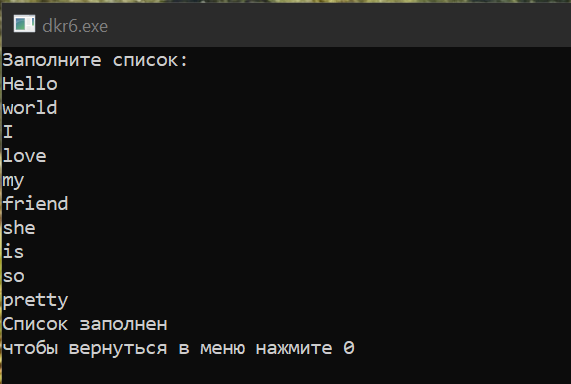 dkr6.exe
Заполните список:
Hello
world
I
love
my
friend
she
is
so
pretty
Список заполнен
чтобы вернуться в меню нажмите 0